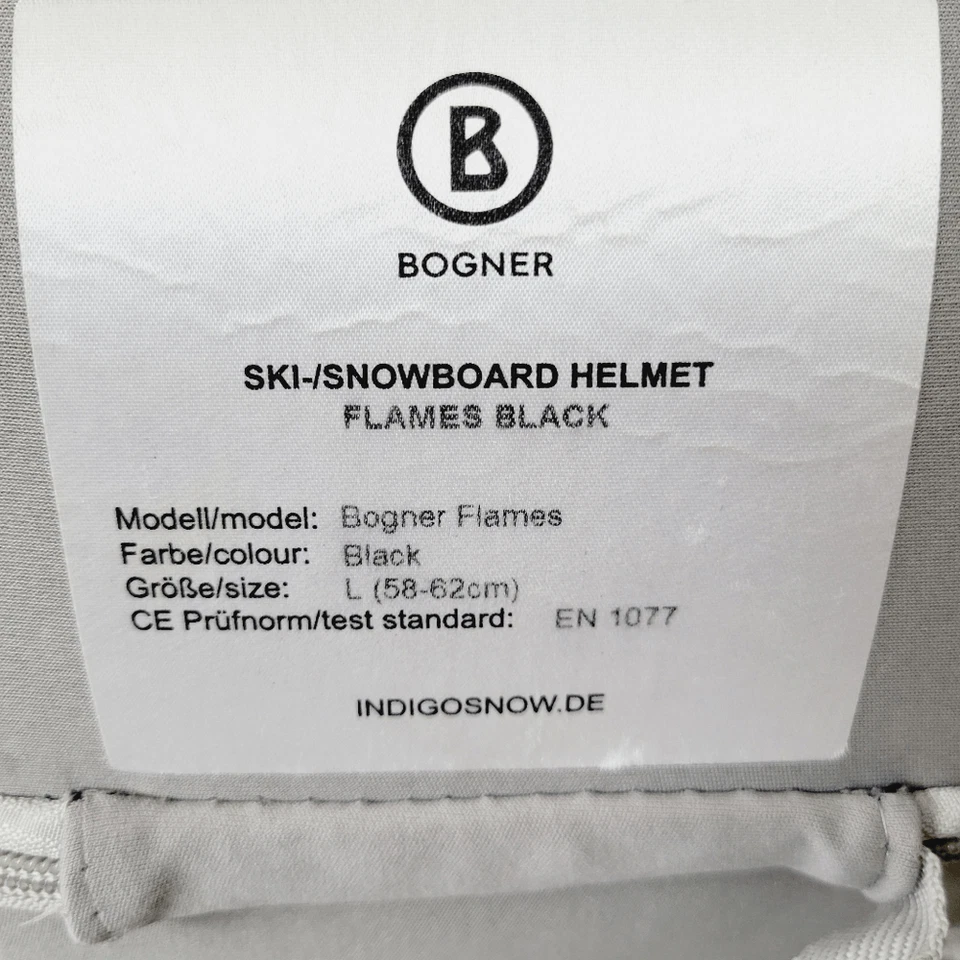 B
BOGNER
SKI-/SNOWBOARD HELMET
FLAMES BLACK
Modell/model: Bogner Flames
Farbe/colour: Black
Größe/size: L (58-62cm)
CE Prüfnorm/test standard: EN 1077
INDIGOSNOW.DE